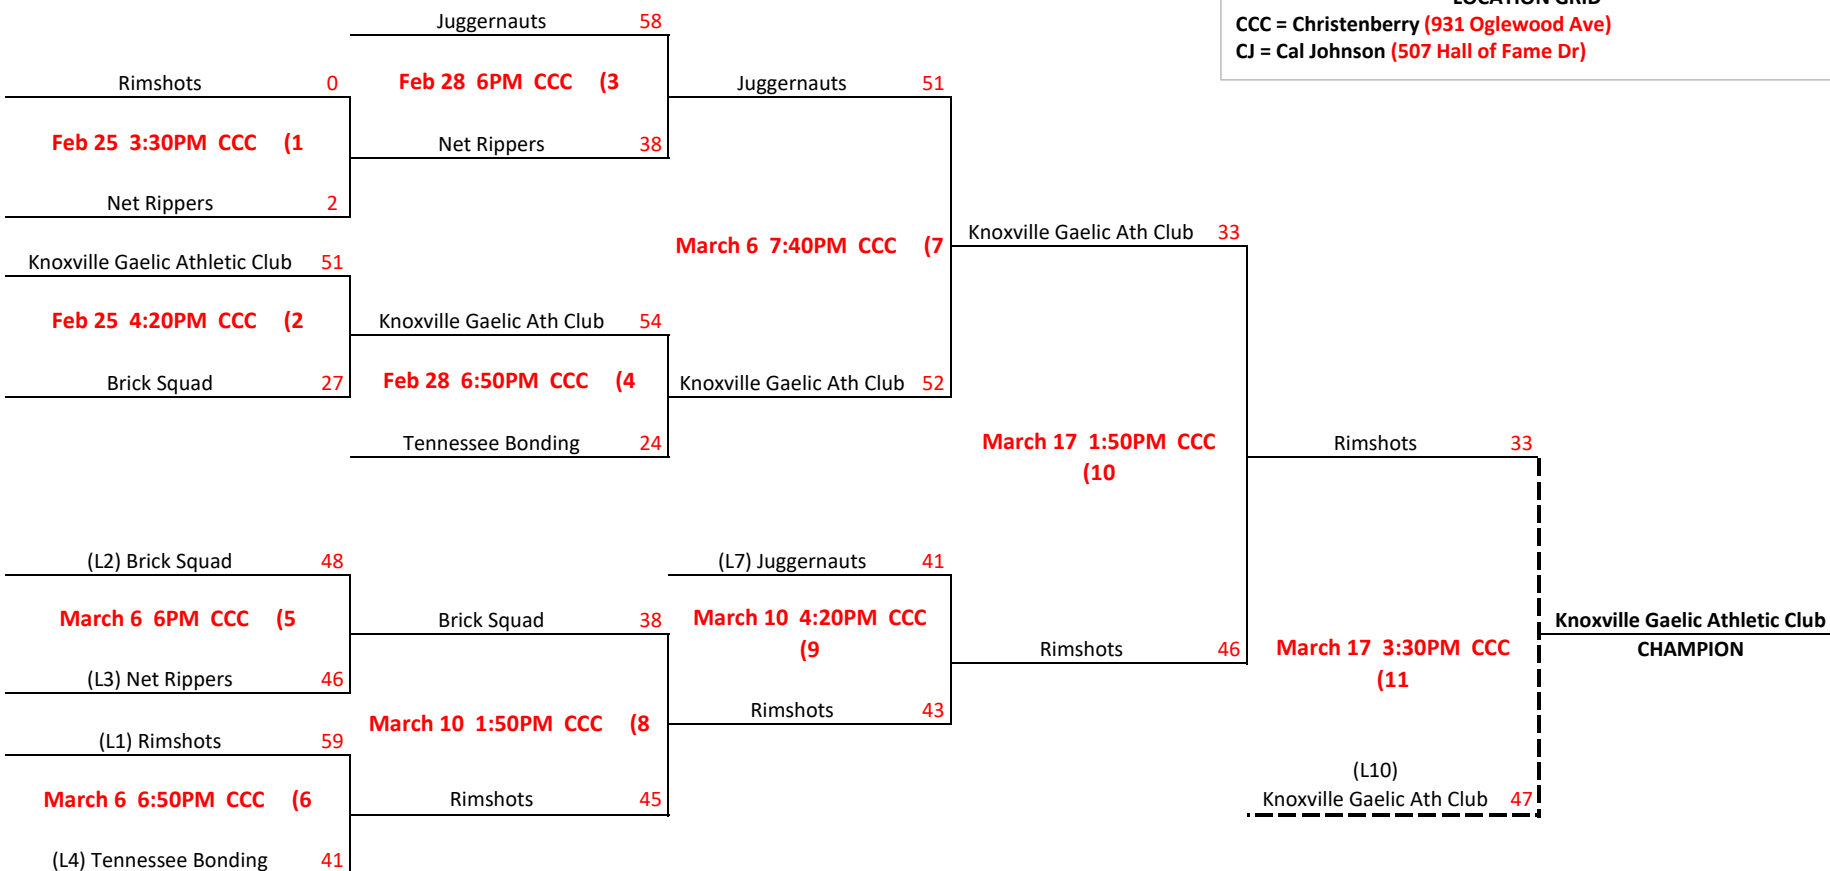 LOCATION GRID
CCC = Christenberry (931 Oglewood Ave)
CJ = Cal Johnson (507 Hall of Fame Dr)
Juggernauts 58
Feb 28 6PM CCC (3
Net Rippers 38
Rimshots 0
Feb 25 3:30PM CCC (1
Net Rippers 2
Knoxville Gaelic Athletic Club 51
Feb 25 4:20PM CCC (2
Brick Squad 27
Knoxville Gaelic Ath Club 54
Feb 28 6:50PM CCC (4
Tennessee Bonding 24
Juggernauts 51
March 6 7:40PM CCC (7
Knoxville Gaelic Ath Club 52
Knoxville Gaelic Ath Club 33
March 17 1:50PM CCC
(10
Rimshots 46
(L2) Brick Squad 48
March 6 6PM CCC (5
(L3) Net Rippers 46
(L1) Rimshots 59
March 6 6:50PM CCC (6
(L4) Tennessee Bonding 41
Brick Squad 38
March 10 1:50PM CCC (8
Rimshots 45
(L7) Juggernauts 41
March 10 4:20PM CCC
(9
Rimshots 43
Rimshots 33
March 17 3:30PM CCC
(11
(L10)
Knoxville Gaelic Ath Club 47
Knoxville Gaelic Athletic Club
CHAMPION